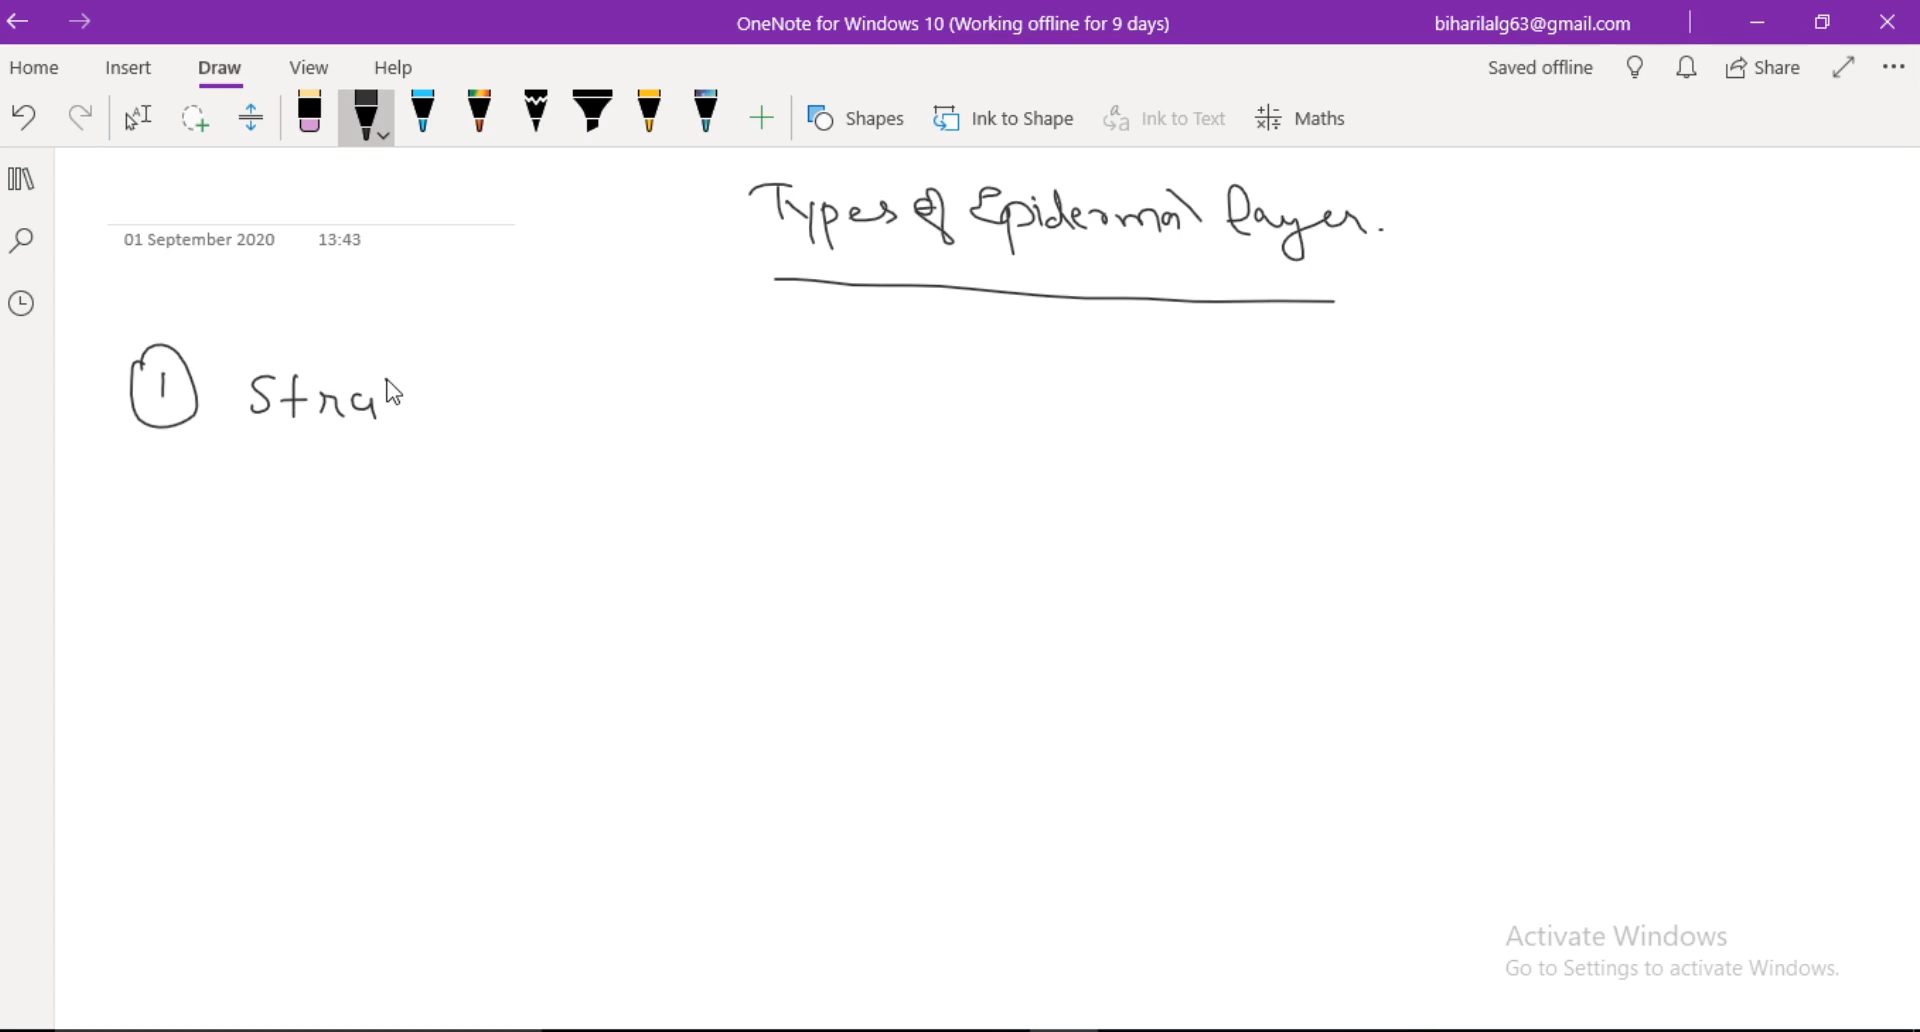 OneNote for Windows 10 (Working offline for 9 days)
biharilalg63@gmail.com
Home Insert Draw View Help
Saved offline
Share
Shapes
Ink to Shape
Ink to Text
Maths
Types of Epidermal layer.
01 September 2020 13:43
1 Stra
Activate Windows
Go to Settings to activate Windows.